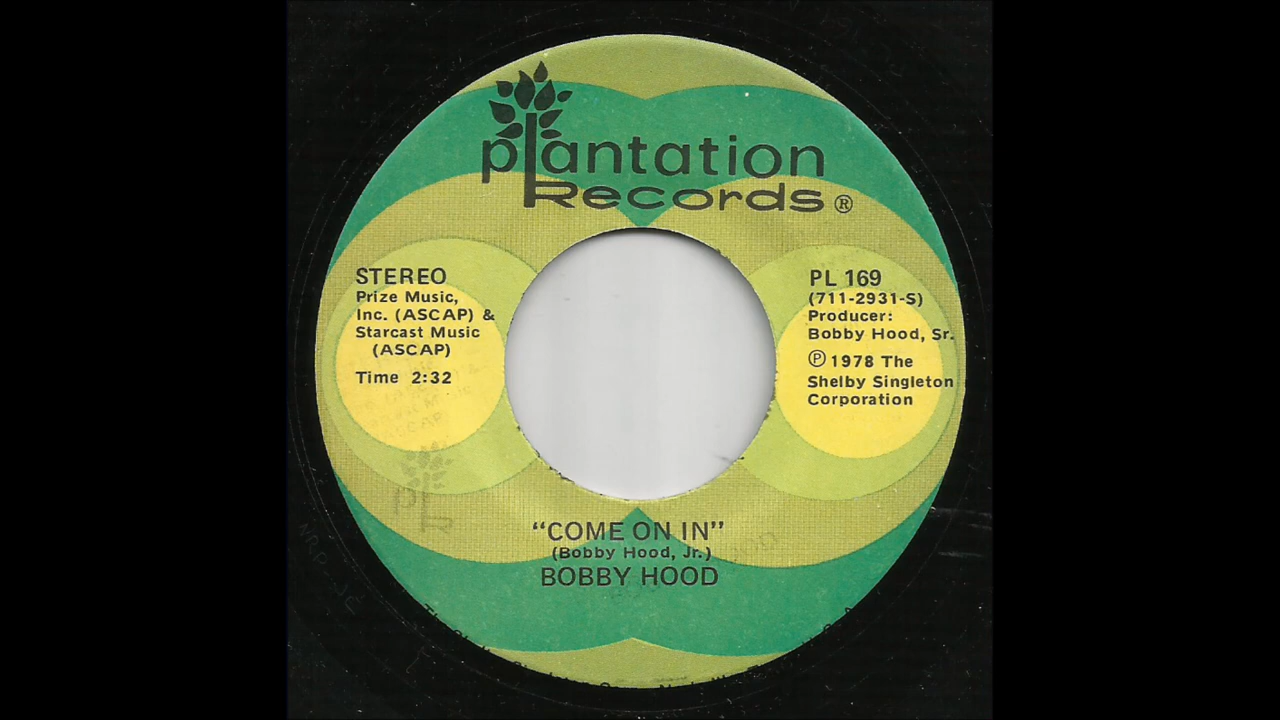 plantation
Records ®
STEREO
Prize Music,
Inc. (ASCAP) &
Starcast Music
(ASCAP)
Time 2:32
PL 169
(711-2931-S)
Producer:
Bobby Hood, Sr.
Ⓟ 1978 The
Shelby Singleton
Corporation
"COME ON IN"
(Bobby Hood, Jr.)
BOBBY HOOD